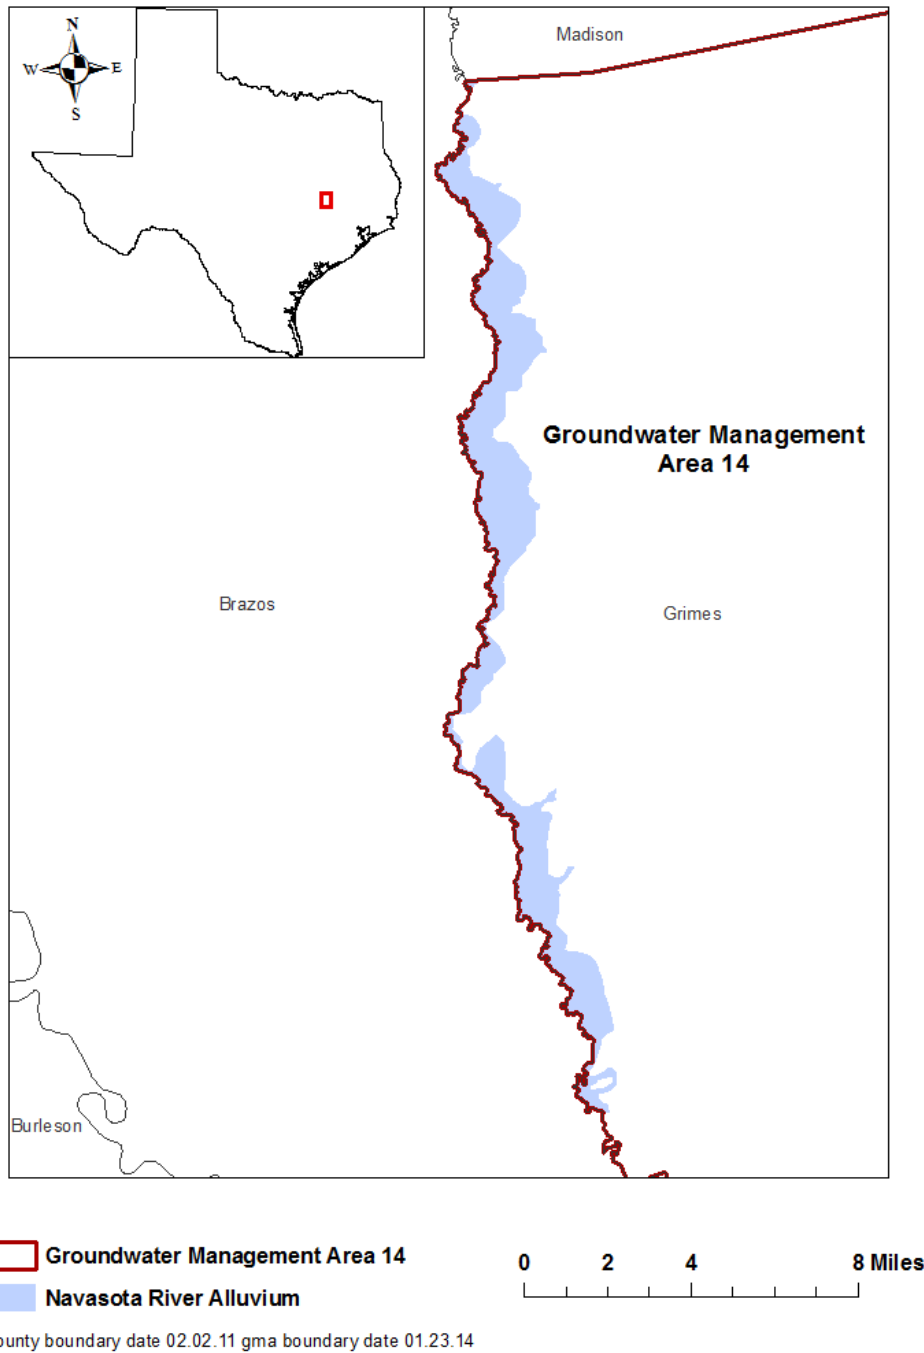 N
W E
S
Madison
Groundwater Management
Area 14
Brazos
Grimes
Burleson
Groundwater Management Area 14
Navasota River Alluvium
0 2 4 8 Miles
ounty boundary date 02.02.11 gma boundary date 01.23.14